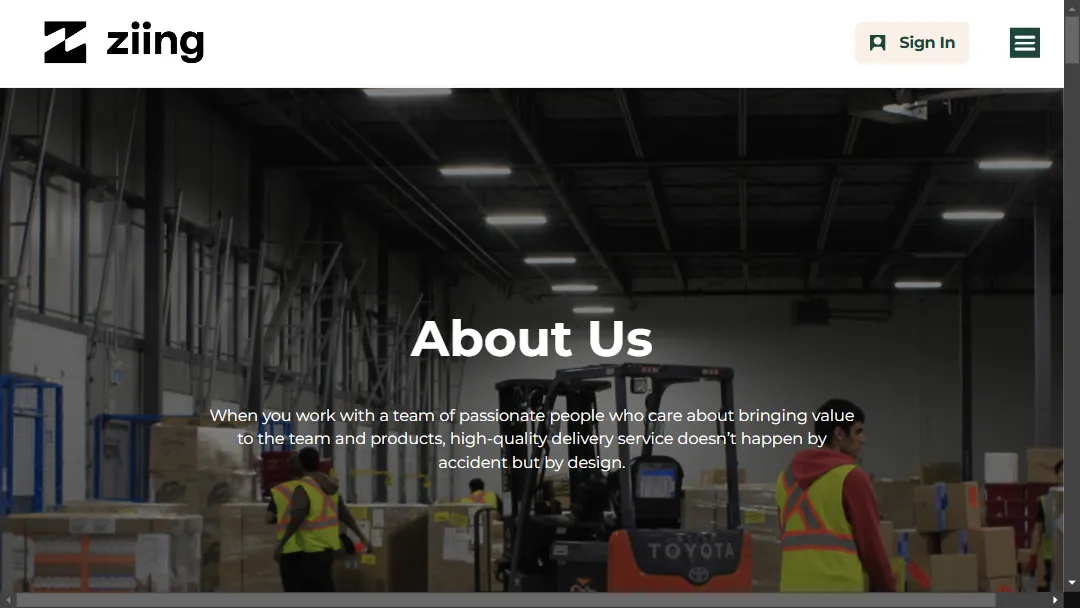 ziing
Sign In
About Us
When you work with a team of passionate people who care about bringing value
to the team and products, high-quality delivery service doesn't happen by
accident but by design.
TOYOTA